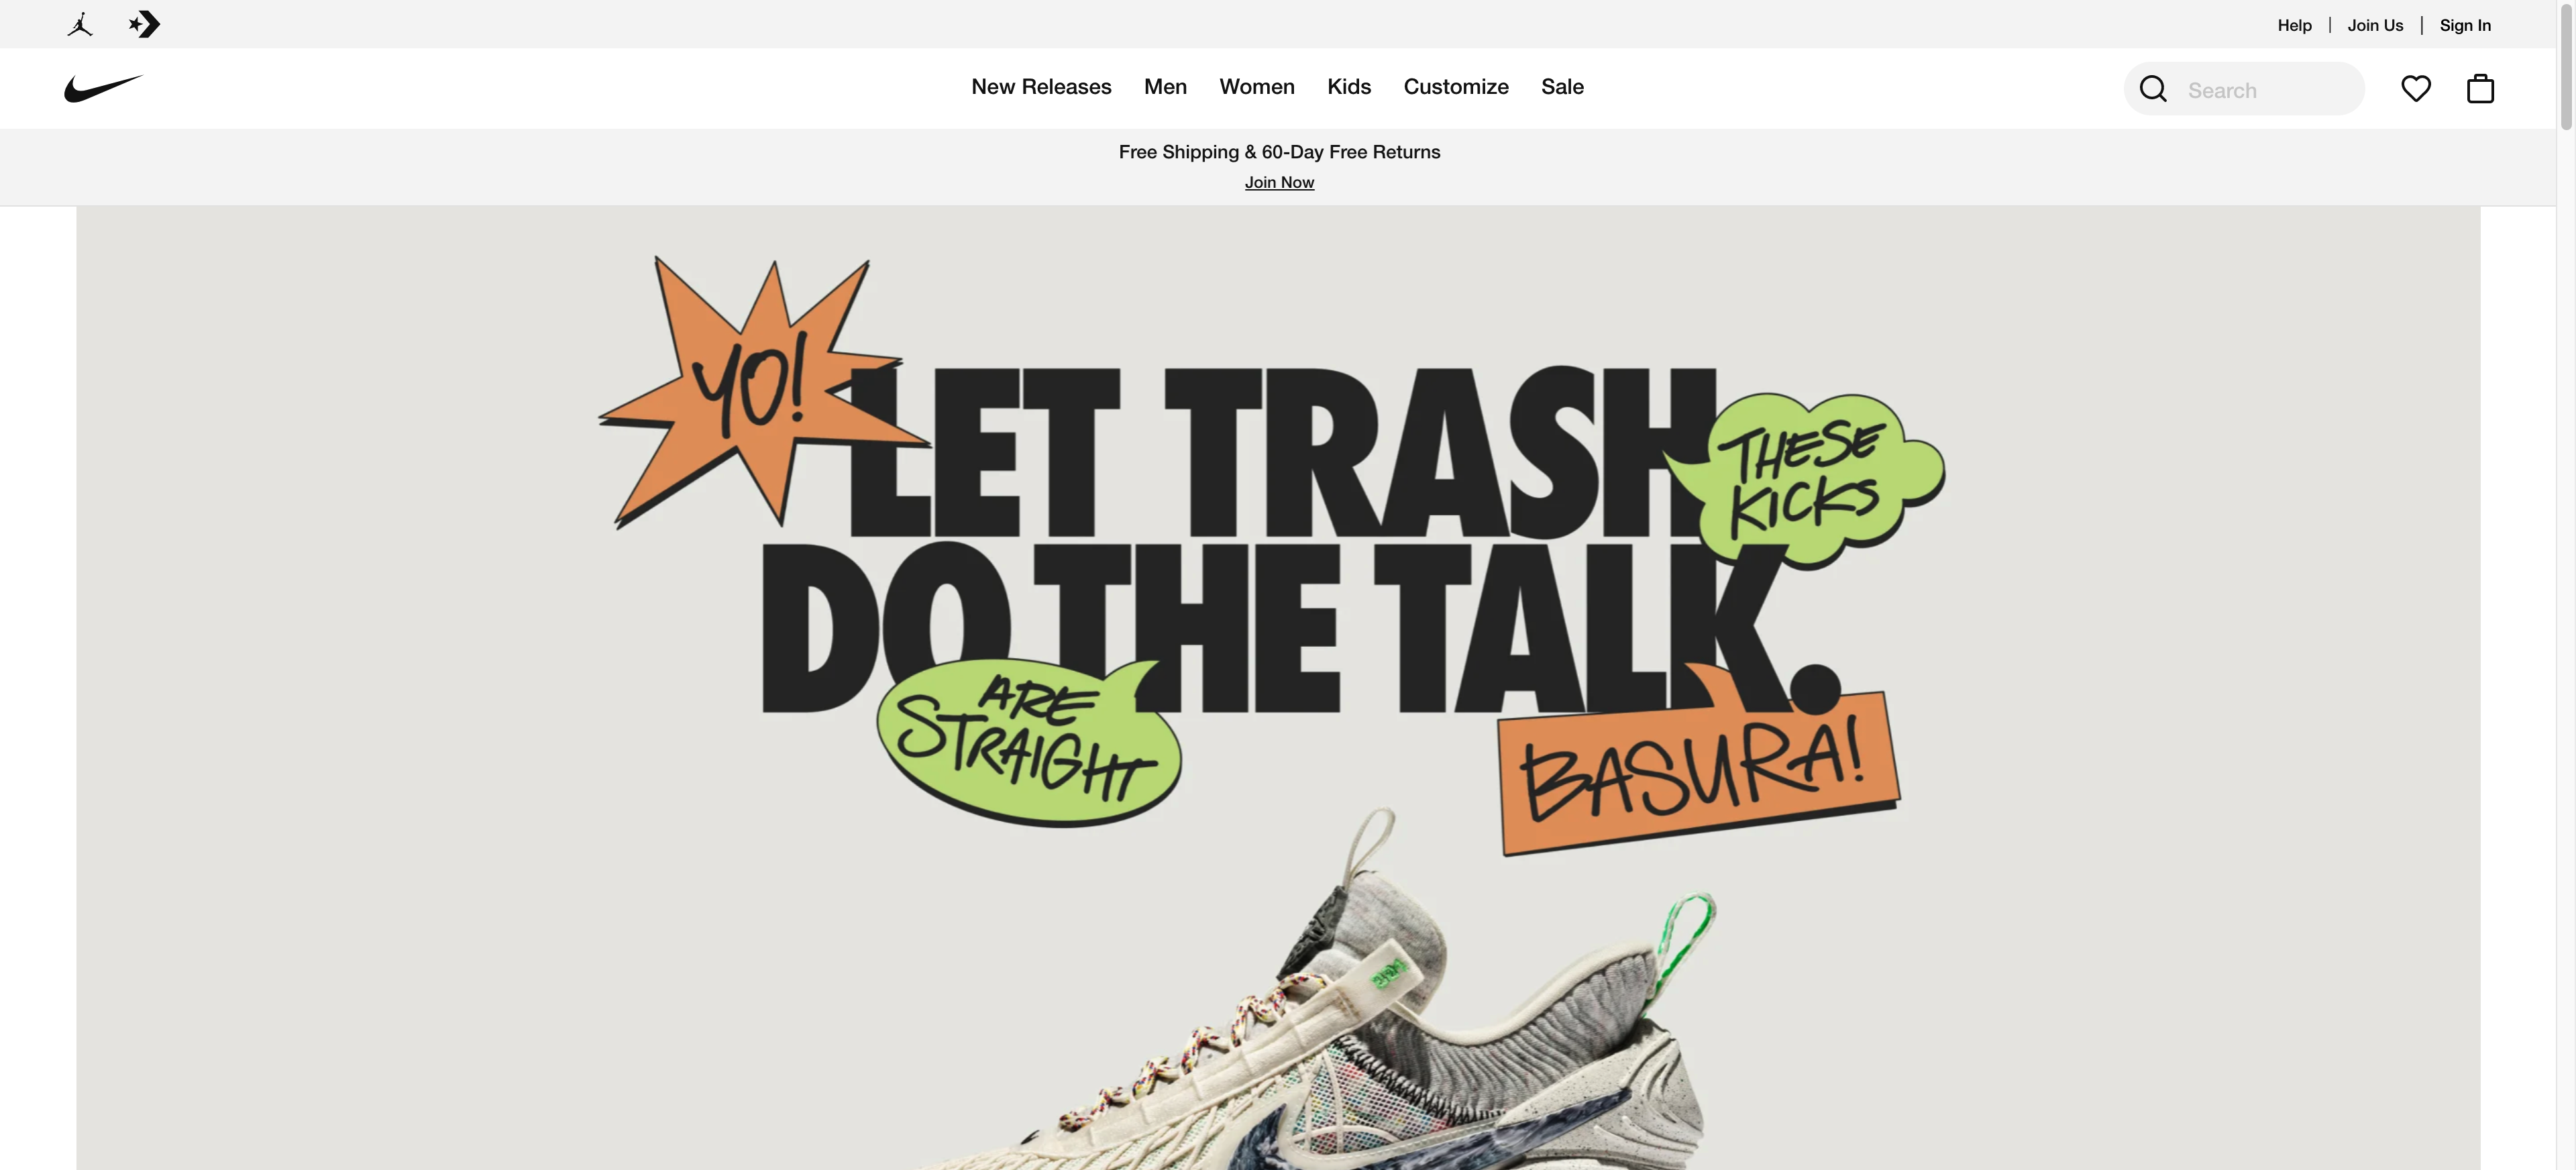 Help | Join Us | Sign In
New Releases Men Women Kids Customize Sale
Search
Free Shipping & 60-Day Free Returns
Join Now
YO!
LET TRASH
THESE
KICKS
DO THE TALK.
ARE
STRAIGHT
BASURA!